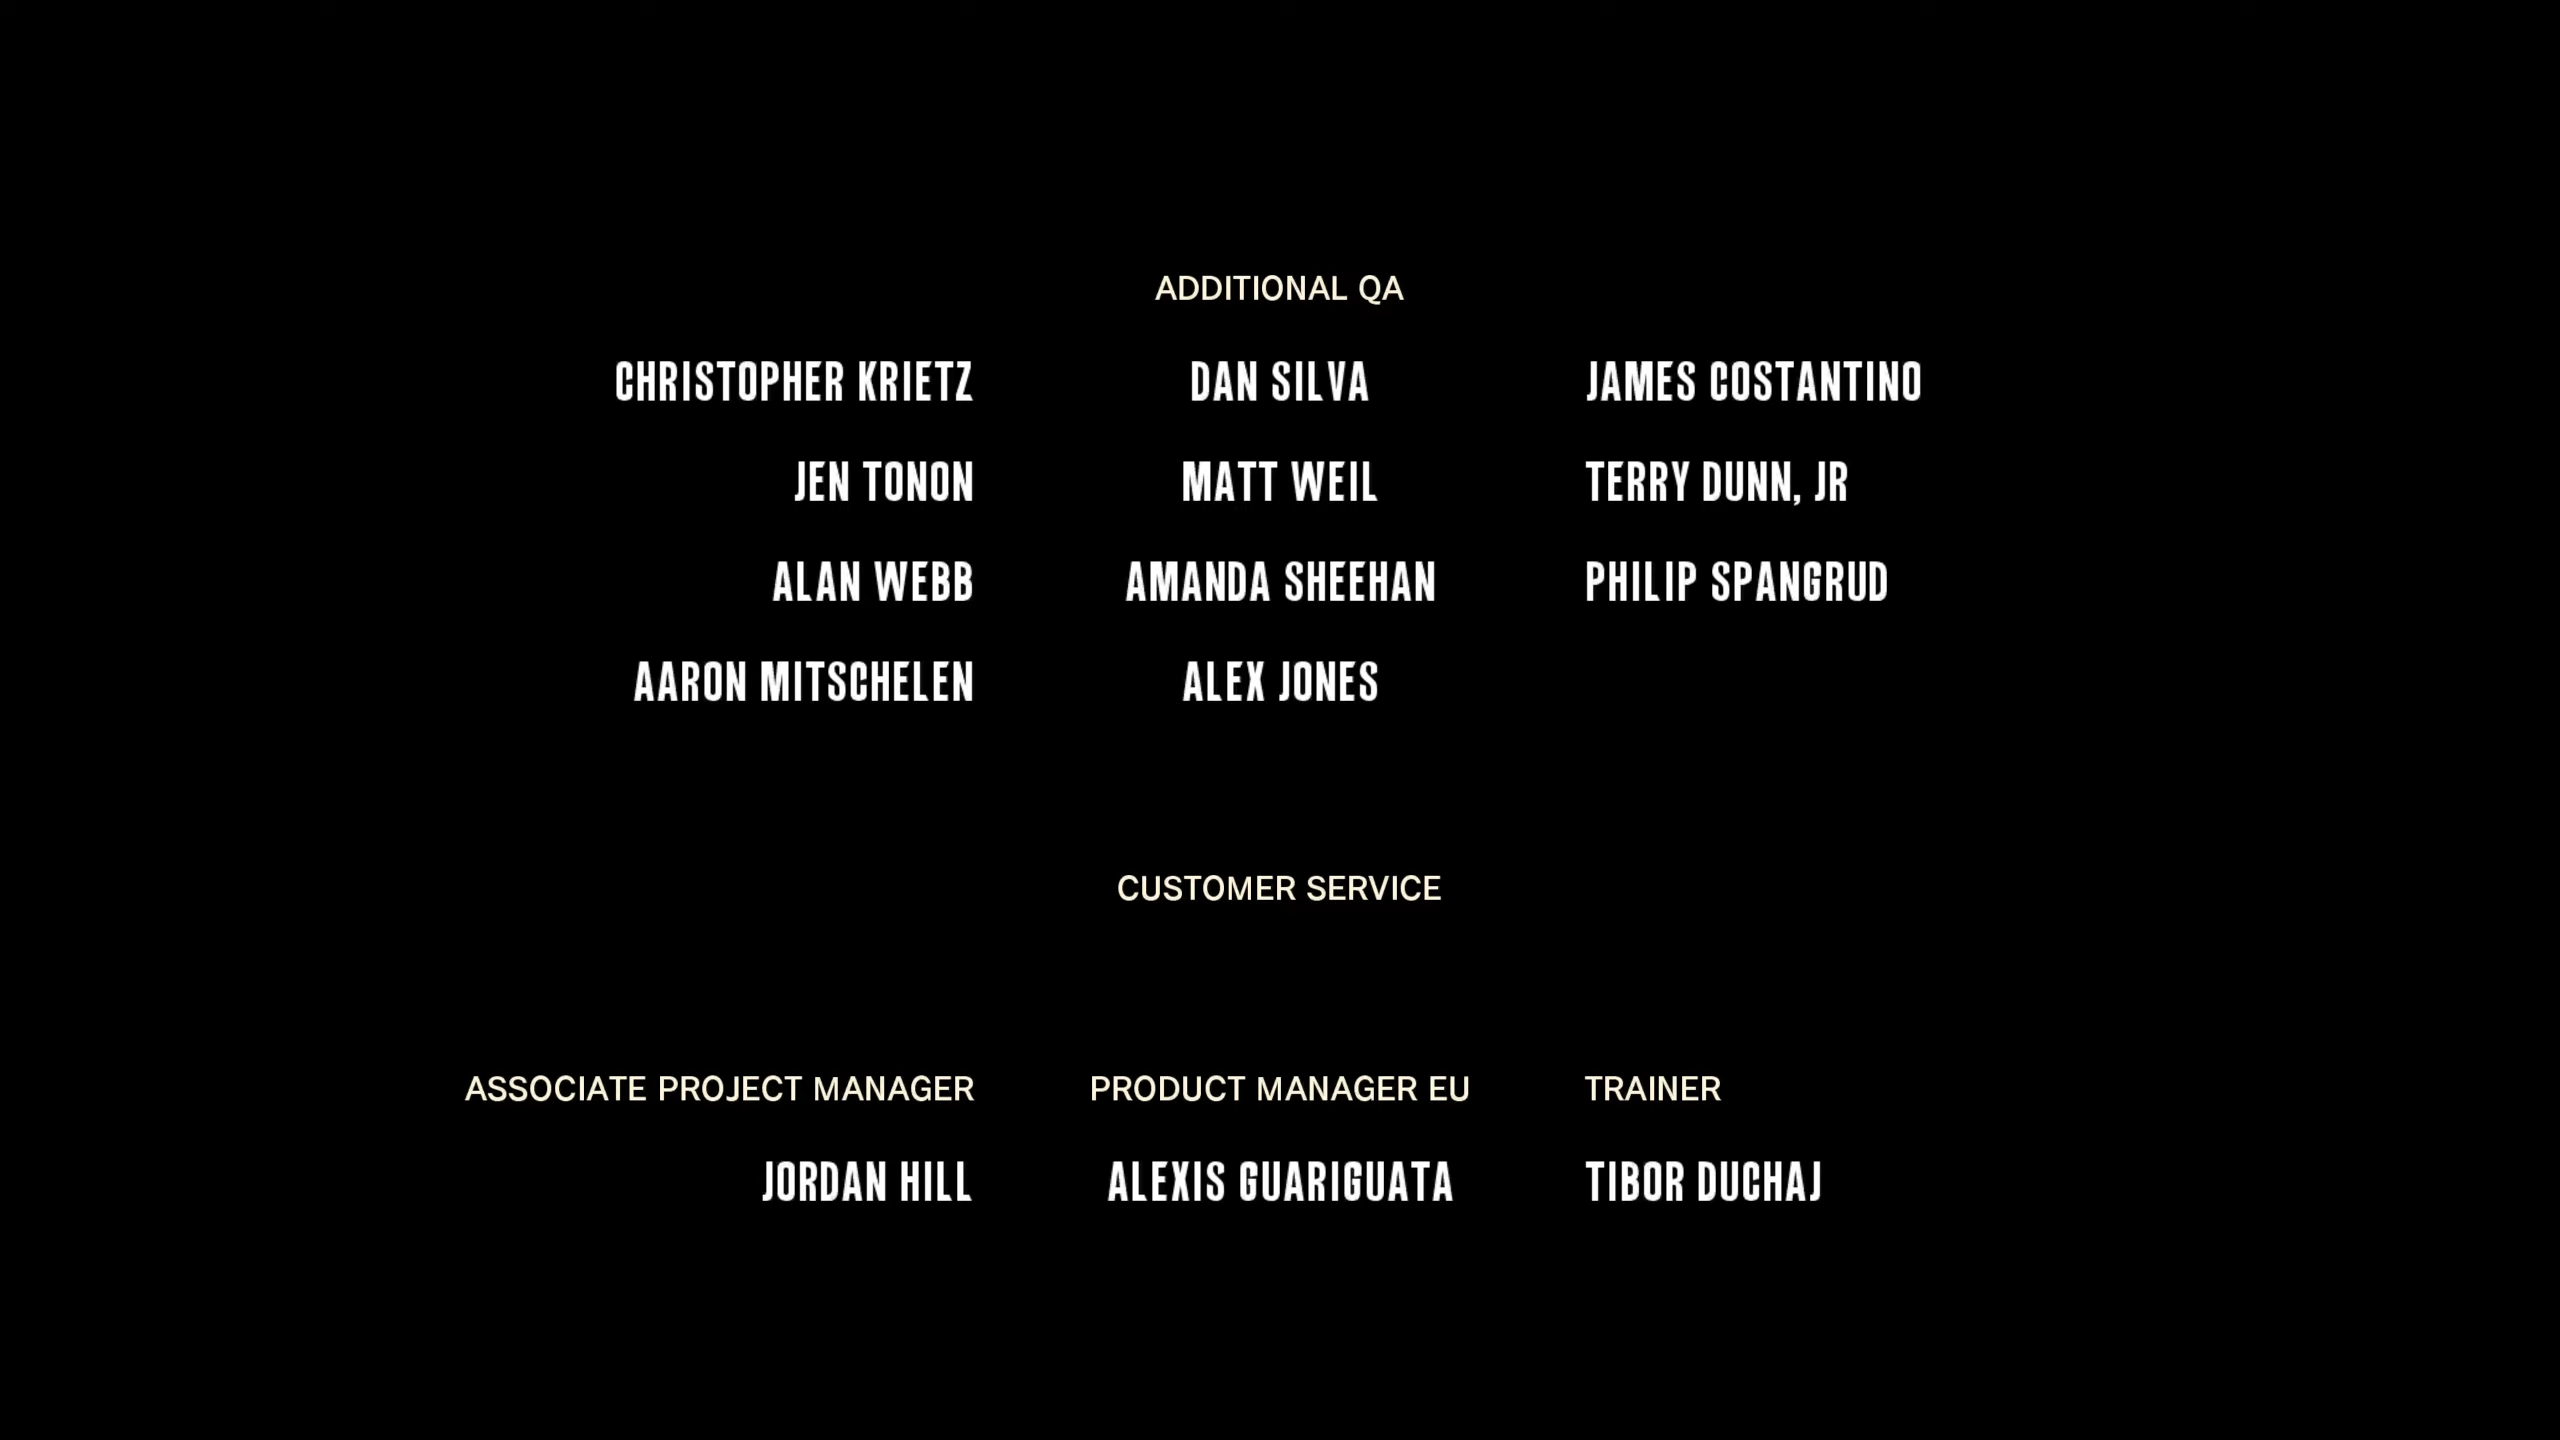 ADDITIONAL QA
CHRISTOPHER KRIETZ DAN SILVA JAMES COSTANTINO
JEN TONON MATT WEIL TERRY DUNN, JR
ALAN WEBB AMANDA SHEEHAN PHILIP SPANGRUD
AARON MITSCHELEN ALEX JONES
CUSTOMER SERVICE
ASSOCIATE PROJECT MANAGER PRODUCT MANAGER EU TRAINER
JORDAN HILL ALEXIS GUARIGUATA TIBOR DUCHAJ